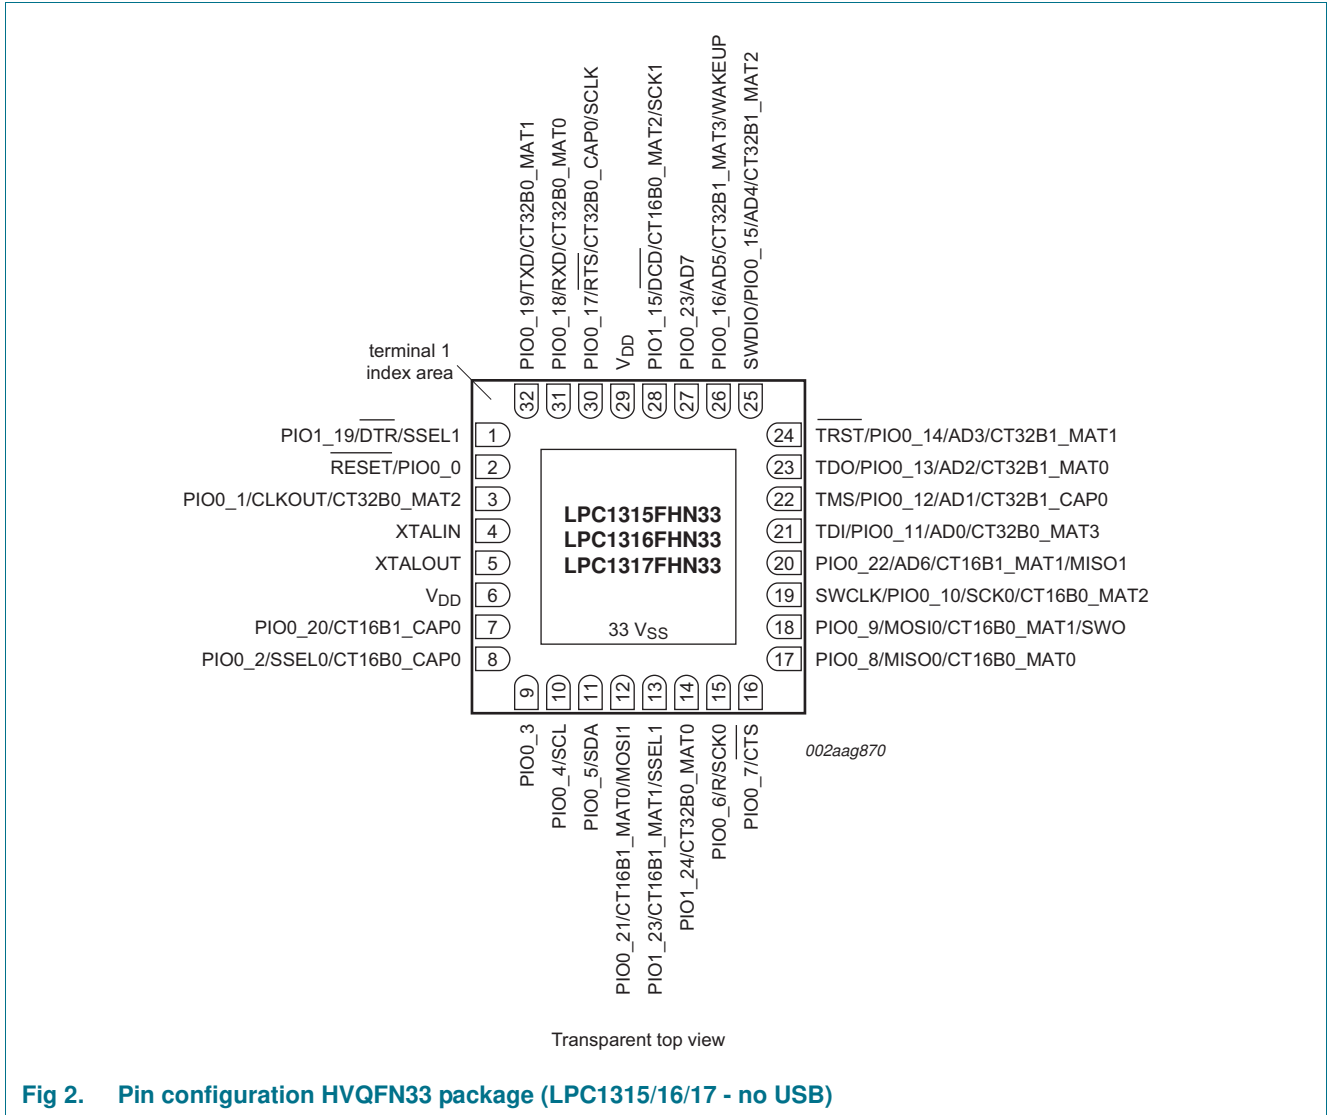 PIO0_19/TXD/CT32B0_MAT1
PIO0_18/RXD/CT32B0_MAT0
PIO0_17/RTS/CT32B0_CAP0/SCLK
VDD
PIO1_15/DCD/CT16B0_MAT2/SCK1
PIO0_23/AD7
PIO0_16/AD5/CT32B1_MAT3/WAKEUP
SWDIO/PIO0_15/AD4/CT32B1_MAT2
terminal 1
index area
32
31
30
29
28
27
26
25
PIO1_19/DTR/SSEL1 1
RESET/PIO0_0 2
PIO0_1/CLKOUT/CT32B0_MAT2 3
XTALIN 4
XTALOUT 5
VDD 6
PIO0_20/CT16B1_CAP0 7
PIO0_2/SSEL0/CT16B0_CAP0 8
LPC1315FHN33
LPC1316FHN33
LPC1317FHN33
33 VSS
24 TRST/PIO0_14/AD3/CT32B1_MAT1
23 TDO/PIO0_13/AD2/CT32B1_MAT0
22 TMS/PIO0_12/AD1/CT32B1_CAP0
21 TDI/PIO0_11/AD0/CT32B0_MAT3
20 PIO0_22/AD6/CT16B1_MAT1/MISO1
19 SWCLK/PIO0_10/SCK0/CT16B0_MAT2
18 PIO0_9/MOSI0/CT16B0_MAT1/SWO
17 PIO0_8/MISO0/CT16B0_MAT0
9
10
11
12
13
14
15
16
PIO0_3
PIO0_4/SCL
PIO0_5/SDA
PIO0_21/CT16B1_MAT0/MOSI1
PIO1_23/CT16B1_MAT1/SSEL1
PIO1_24/CT32B0_MAT0
PIO0_6/R/SCK0
PIO0_7/CTS
002aag870
Transparent top view
Fig 2. Pin configuration HVQFN33 package (LPC1315/16/17 - no USB)